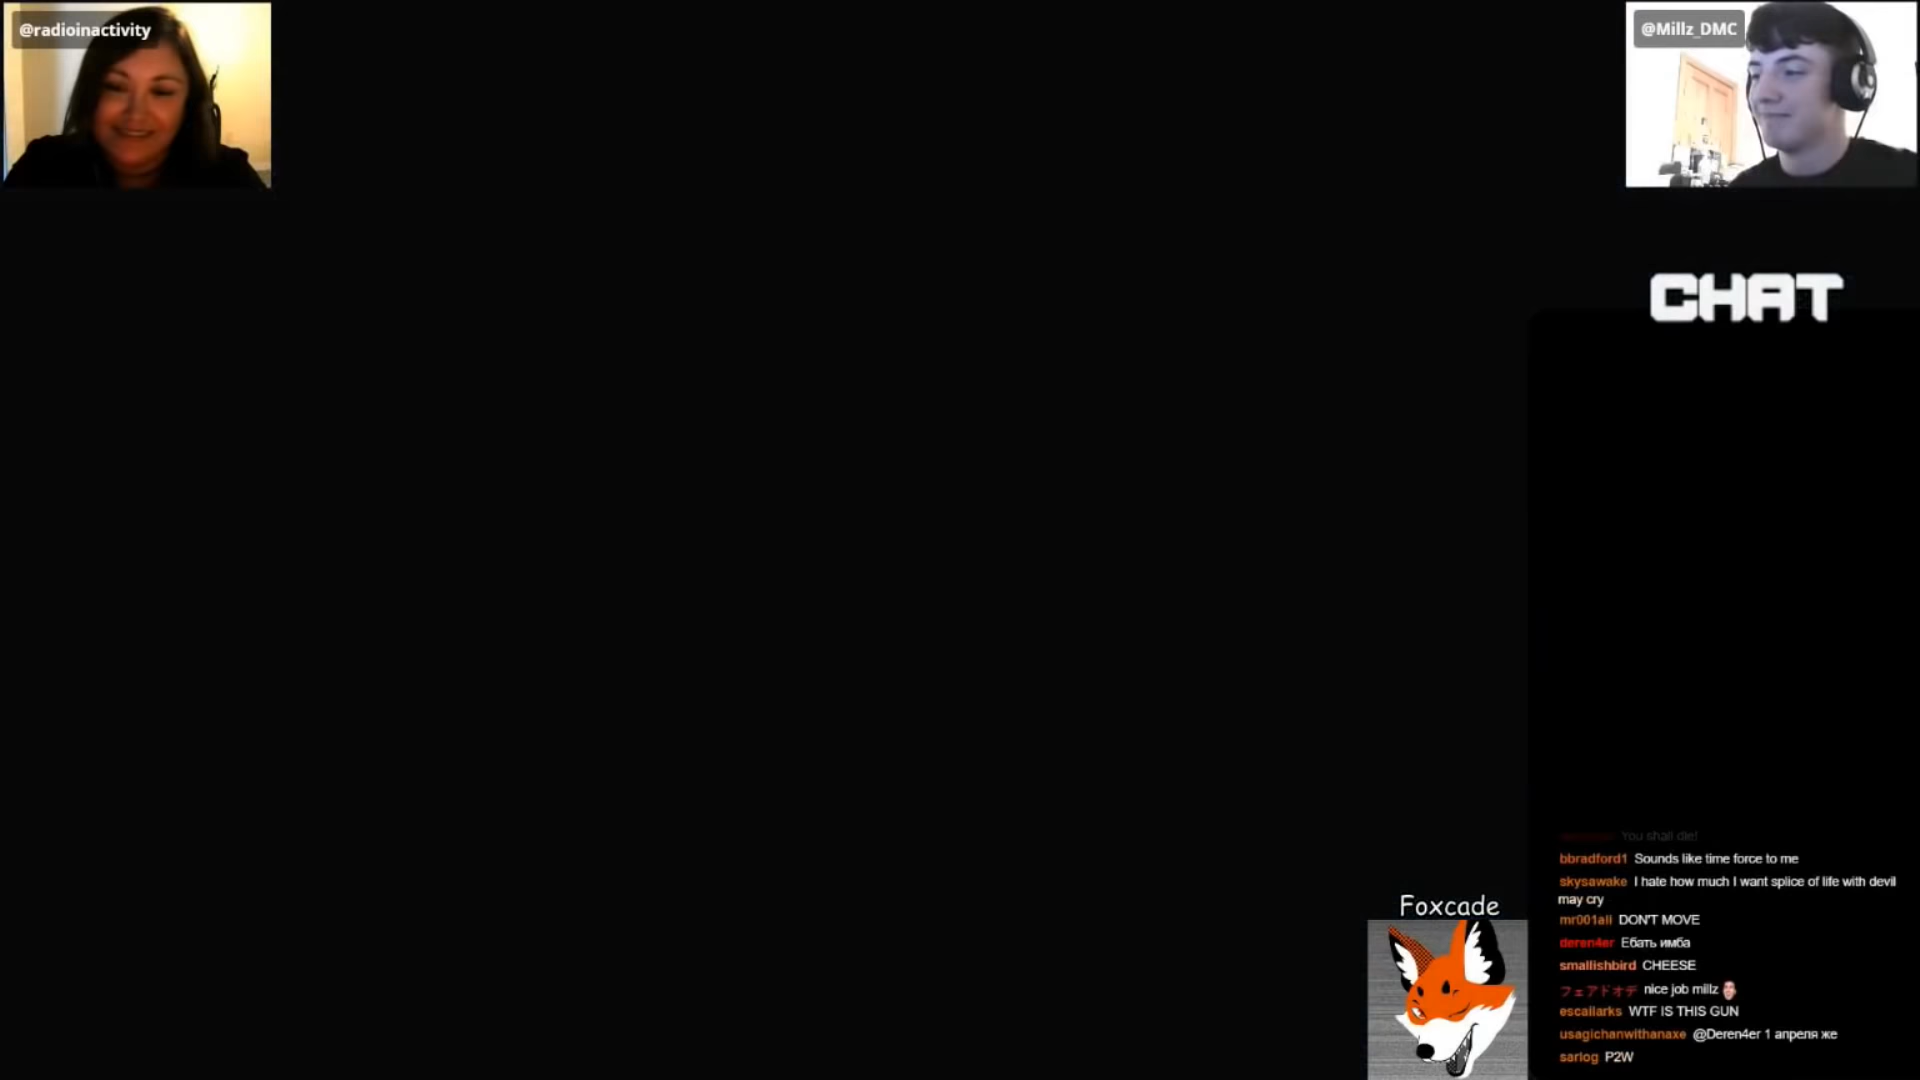 @radioinactivity
@Millz_DMC
CHAT
You shall die!
bbradford1 Sounds like time force to me
skysawake I hate how much I want splice of life with devil
may cry
mr001ali DON'T MOVE
deren4er Ебать имба
smallishbird CHEESE
フェアドオデ nice job millz
escailarks WTF IS THIS GUN
usagichanwithanaxe @Deren4er 1 апреля же
sarlog P2W
Foxcade